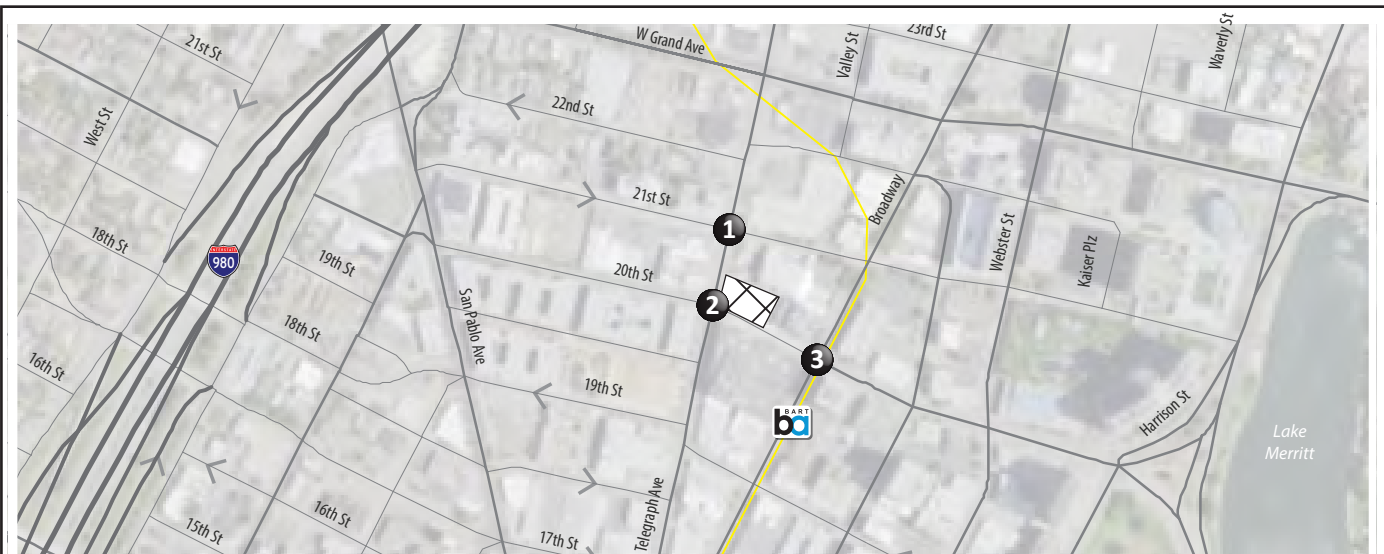 21st St
W Grand Ave
Valley St
23rd St
Waverly St
West St
22nd St
21st St
1
Broadway
18th St
INTERSTATE
980
19th St
20th St
Webster St
Kaiser Plz
2
San Pablo Ave
18th St
3
16th St
19th St
BART
ba
Harrison St
Lake
Merritt
Telegraph Ave
16th St
15th St
17th St